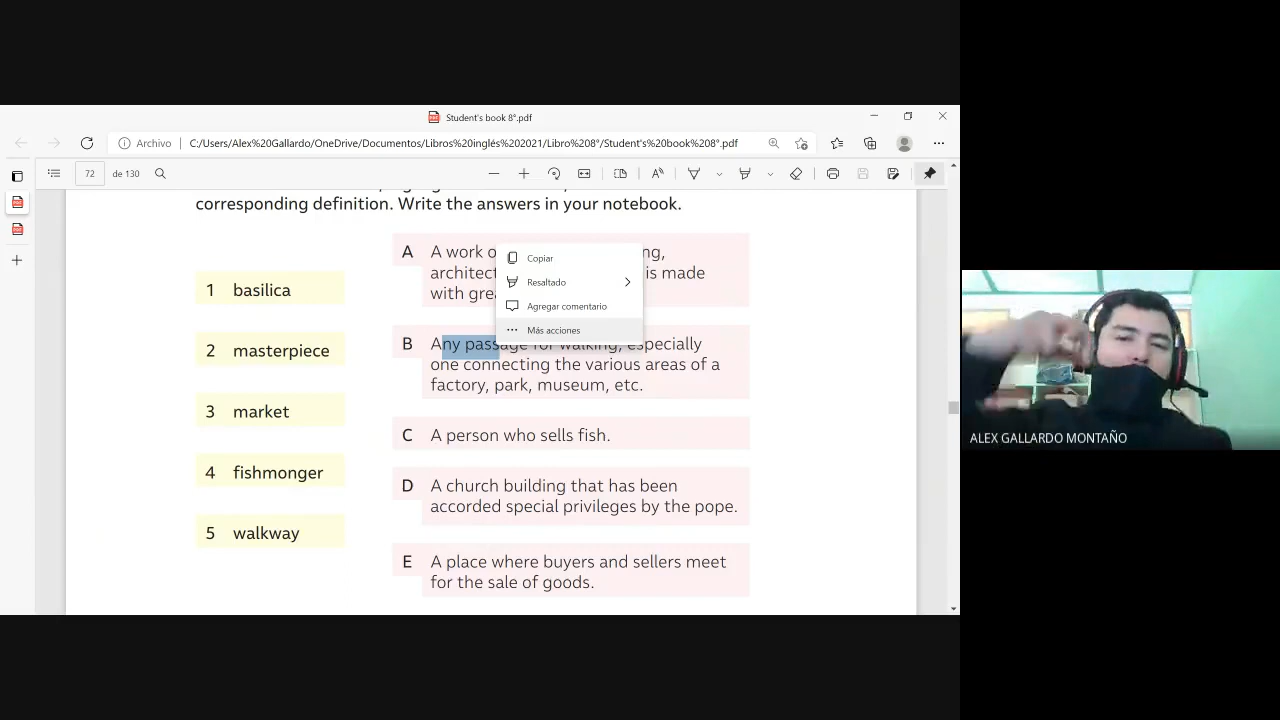 Student's book 8°.pdf
Archivo C:/Users/Alex%20Gallardo/OneDrive/Documentos/Libros%20inglés%202021/Libro%208°/Student's%20book%208°.pdf
72 de 130
corresponding definition. Write the answers in your notebook.
1 basilica
2 masterpiece
3 market
4 fishmonger
5 walkway
A A work
architect is made
with
Copiar
Resaltado
Agregar comentario
Más acciones
B Any passage for walking, especially
one connecting the various areas of a
factory, park, museum, etc.
C A person who sells fish.
D A church building that has been
accorded special privileges by the pope.
E A place where buyers and sellers meet
for the sale of goods.
ALEX GALLARDO MONTAÑO